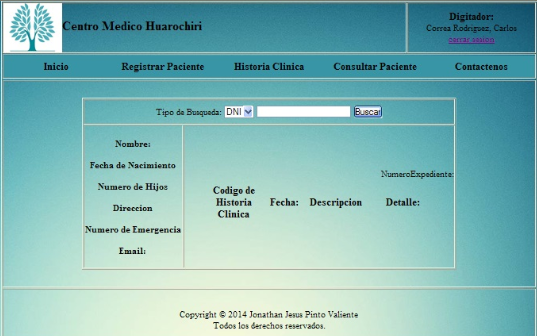 Centro Medico Huarochiri
Digitador:
Correa Rodriguez, Carlos
cerrar sesion
Inicio Registrar Paciente Historia Clinica Consultar Paciente Contactenos
Tipo de Busqueda: DNI Buscar
Nombre:
Fecha de Nacimiento
Numero de Hijos
Direccion
Numero de Emergencia
Email:
NumeroExpediente:
Codigo de
Historia
Clinica
Fecha: Descripcion Detalle:
Copyright © 2014 Jonathan Jesus Pinto Valiente
Todos los derechos reservados.